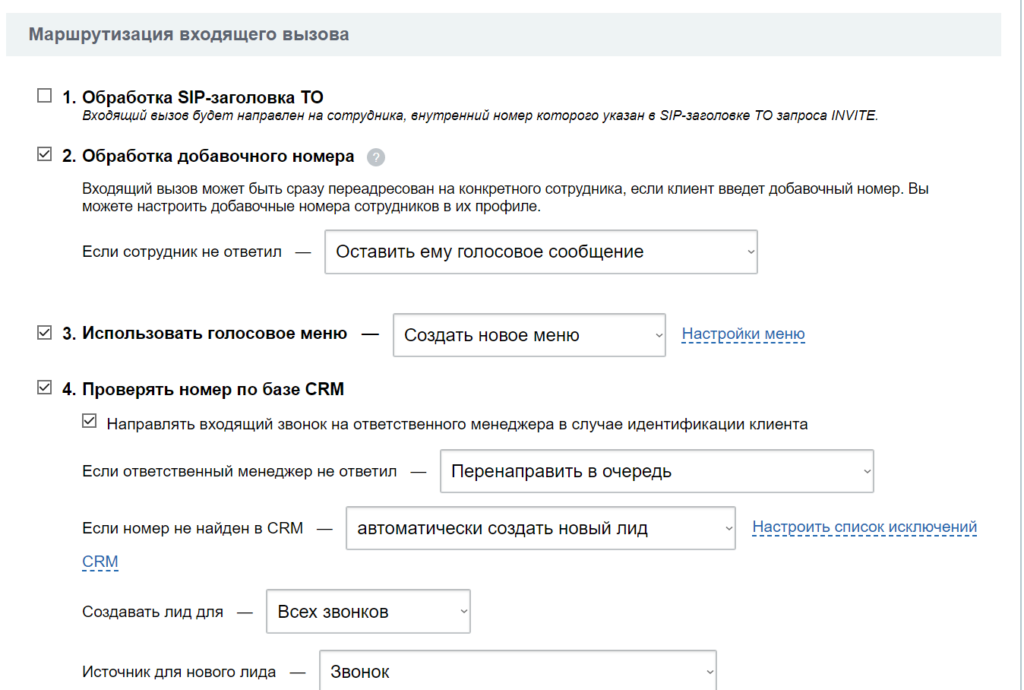 Маршрутизация входящего вызова
1. Обработка SIP-заголовка TO
Входящий вызов будет направлен на сотрудника, внутренний номер которого указан в SIP-заголовке TO запроса INVITE.
2. Обработка добавочного номера ?
Входящий вызов может быть сразу переадресован на конкретного сотрудника, если клиент введет добавочный номер. Вы
можете настроить добавочные номера сотрудников в их профиле.
Если сотрудник не ответил — Оставить ему голосовое сообщение
3. Использовать голосовое меню — Создать новое меню Настройки меню
4. Проверять номер по базе CRM
Направлять входящий звонок на ответственного менеджера в случае идентификации клиента
Если ответственный менеджер не ответил — Перенаправить в очередь
Если номер не найден в CRM — автоматически создать новый лид Настроить список исключений
CRM
Создавать лид для — Всех звонков
Источник для нового лида — Звонок